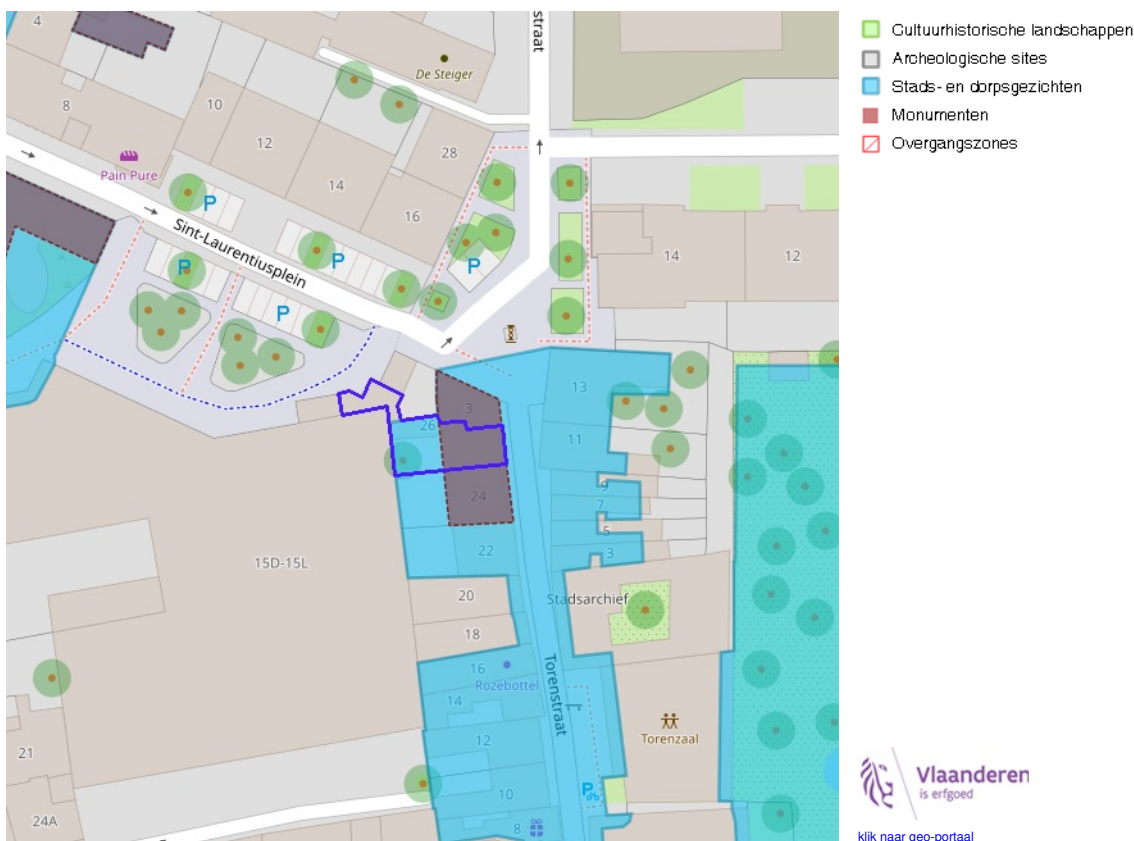 4
straat
De Steiger
8
10
12
28
Pain Pure
14
P
16
Sint-Laurentiusplein
P
P
P
P
14
12
13
3
26
11
24
9
7
5
3
22
15D-15L
20
Stadsarchief
18
16
Rozebottel
Torenstraat
14
12
Torenzaal
21
10
P
24A
8
Cultuurhistorische landschappen
Archeologische sites
Stads- en dorpsgezichten
Monumenten
Overgangszones
Vlaanderen
is erfgoed
klik naar geo-portaal